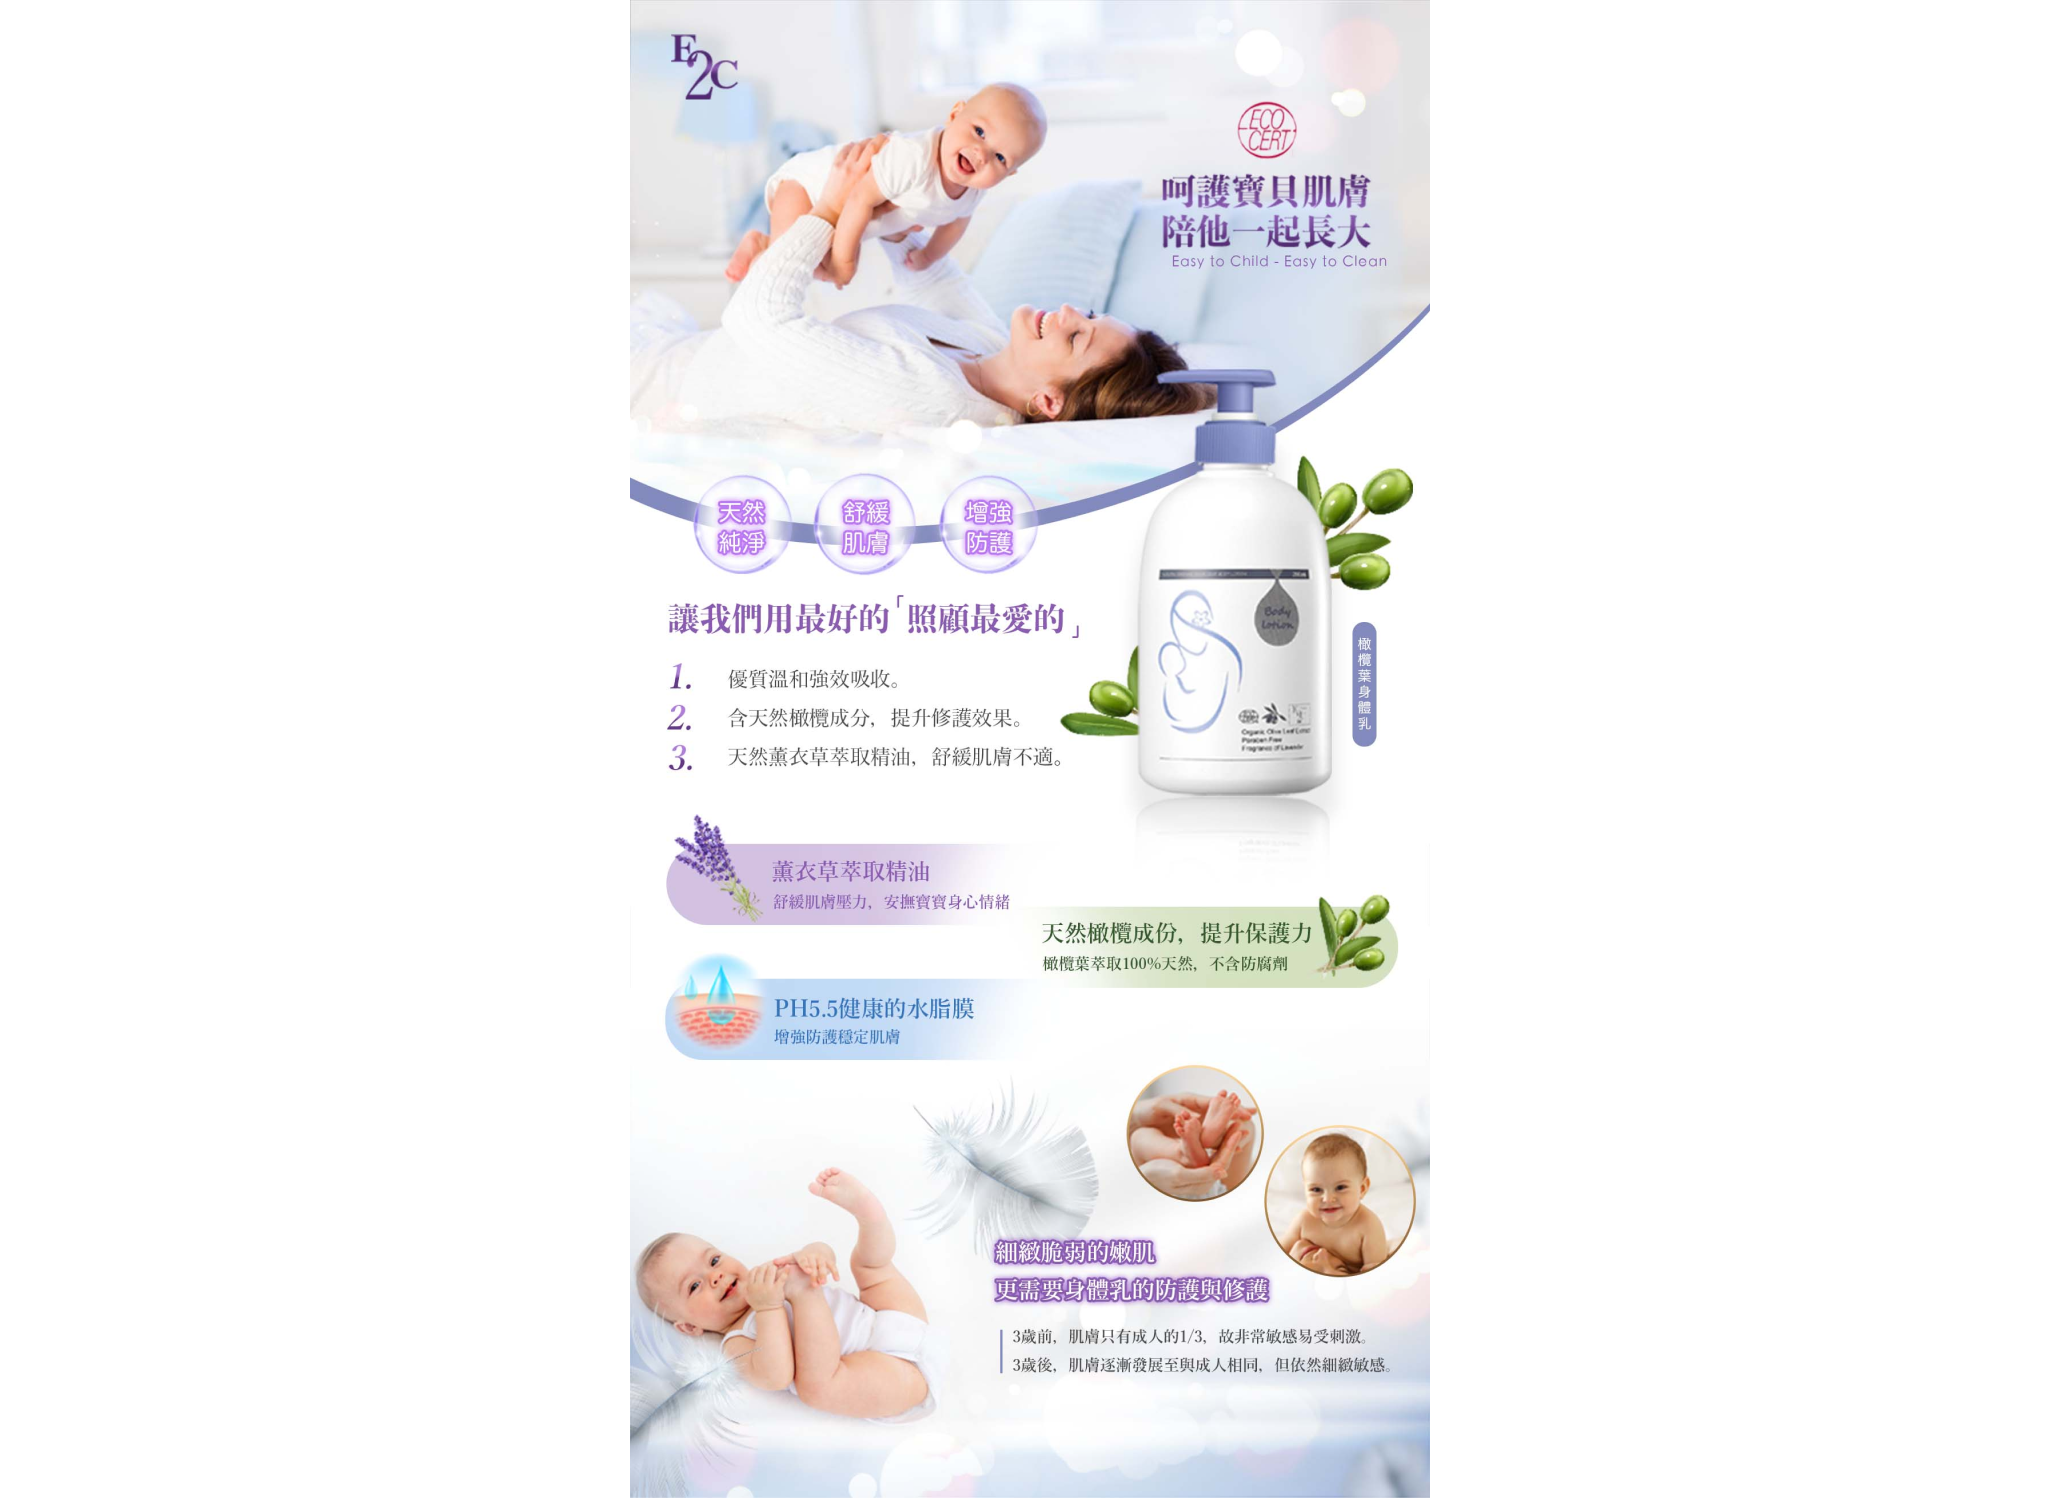 E2C
ECO
CERT
呵護寶貝肌膚
陪他一起長大
Easy to Child - Easy to Clean
天然
純淨
舒緩
肌膚
增強
防護
讓我們用最好的「照顧最愛的」
1. 優質溫和強效吸收。
2. 含天然橄欖成分，提升修護效果。
3. 天然薰衣草萃取精油，舒緩肌膚不適。
Body
Lotion
Organic Olive Leaf Extract
Paraben Free
Fragrance of Lavender
橄欖葉身體乳
薰衣草萃取精油
舒緩肌膚壓力，安撫寶寶身心情緒
天然橄欖成份，提升保護力
橄欖葉萃取100%天然，不含防腐劑
PH5.5健康的水脂膜
增強防護穩定肌膚
細緻脆弱的嫩肌
更需要身體乳的防護與修護
3歲前，肌膚只有成人的1/3，故非常敏感易受刺激。
3歲後，肌膚逐漸發展至與成人相同，但依然細緻敏感。